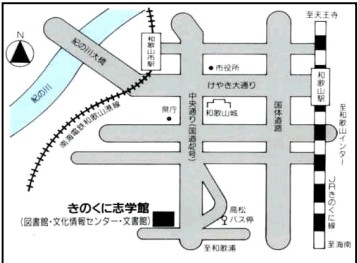 至天王寺
N
紀の川大橋
和歌山市駅
市役所
けやき大通り
和歌山駅
紀の川
県庁
和歌山城
中央通り(国道42号)
国体道路
至和歌山インター
南海電鉄和歌山港線
JRきのくに線
きのくに志学館
(図書館・文化情報センター・文書館)
高松
バス停
至和歌浦
至海南